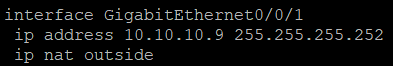 interface GigabitEthernet0/0/1
ip address 10.10.10.9 255.255.255.252
ip nat outside